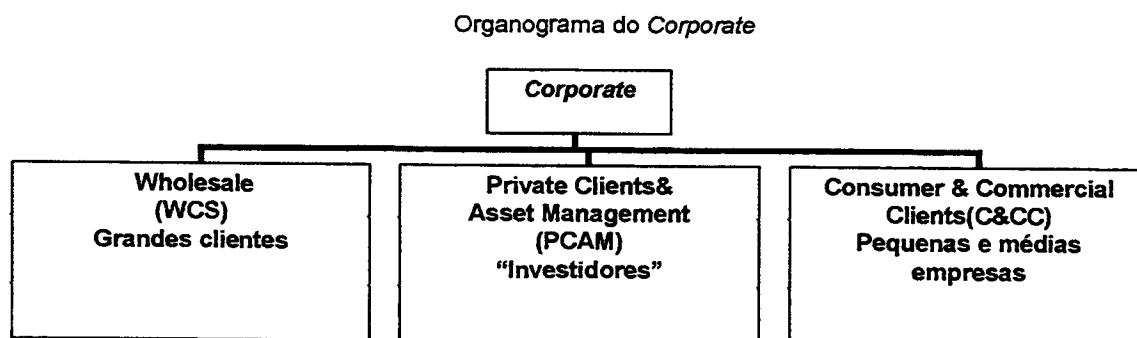 Organograma do Corporate
Corporate
Wholesale
(WCS)
Grandes clientes
Private Clients&
Asset Management
(PCAM)
“Investidores”
Consumer & Commercial
Clients(C&CC)
Pequenas e médias
empresas